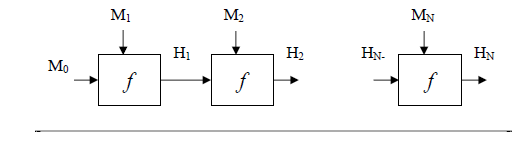 M₁ M₂ Mₙ
M₀ H₁ H₂ Hₙ₋ Hₙ
f f f